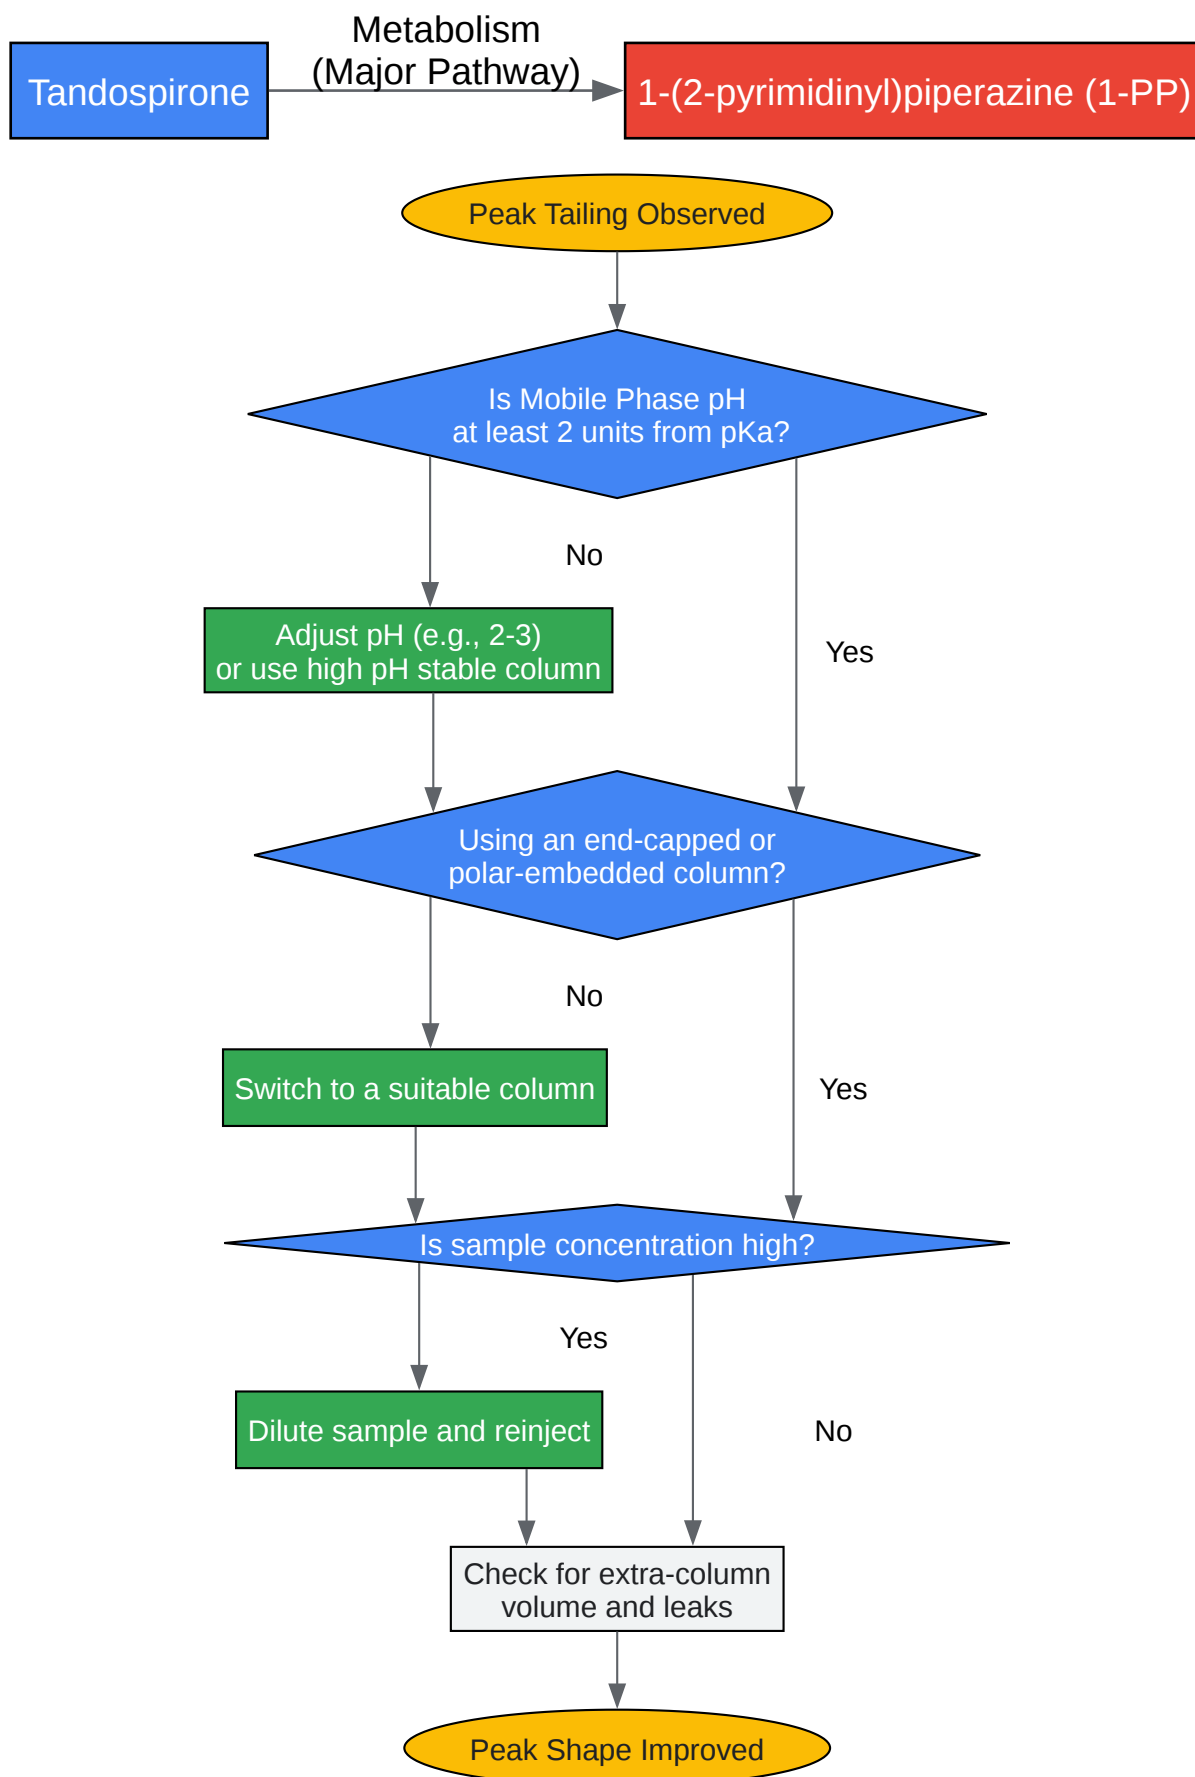 Metabolism
(Major Pathway)
Tandospirone
1-(2-pyrimidinyl)piperazine (1-PP)
Peak Tailing Observed
Is Mobile Phase pH
at least 2 units from pKa?
No
Adjust pH (e.g., 2-3)
or use high pH stable column
Yes
Using an end-capped or
polar-embedded column?
No
Switch to a suitable column
Yes
Is sample concentration high?
Yes
Dilute sample and reinject
No
Check for extra-column
volume and leaks
Peak Shape Improved